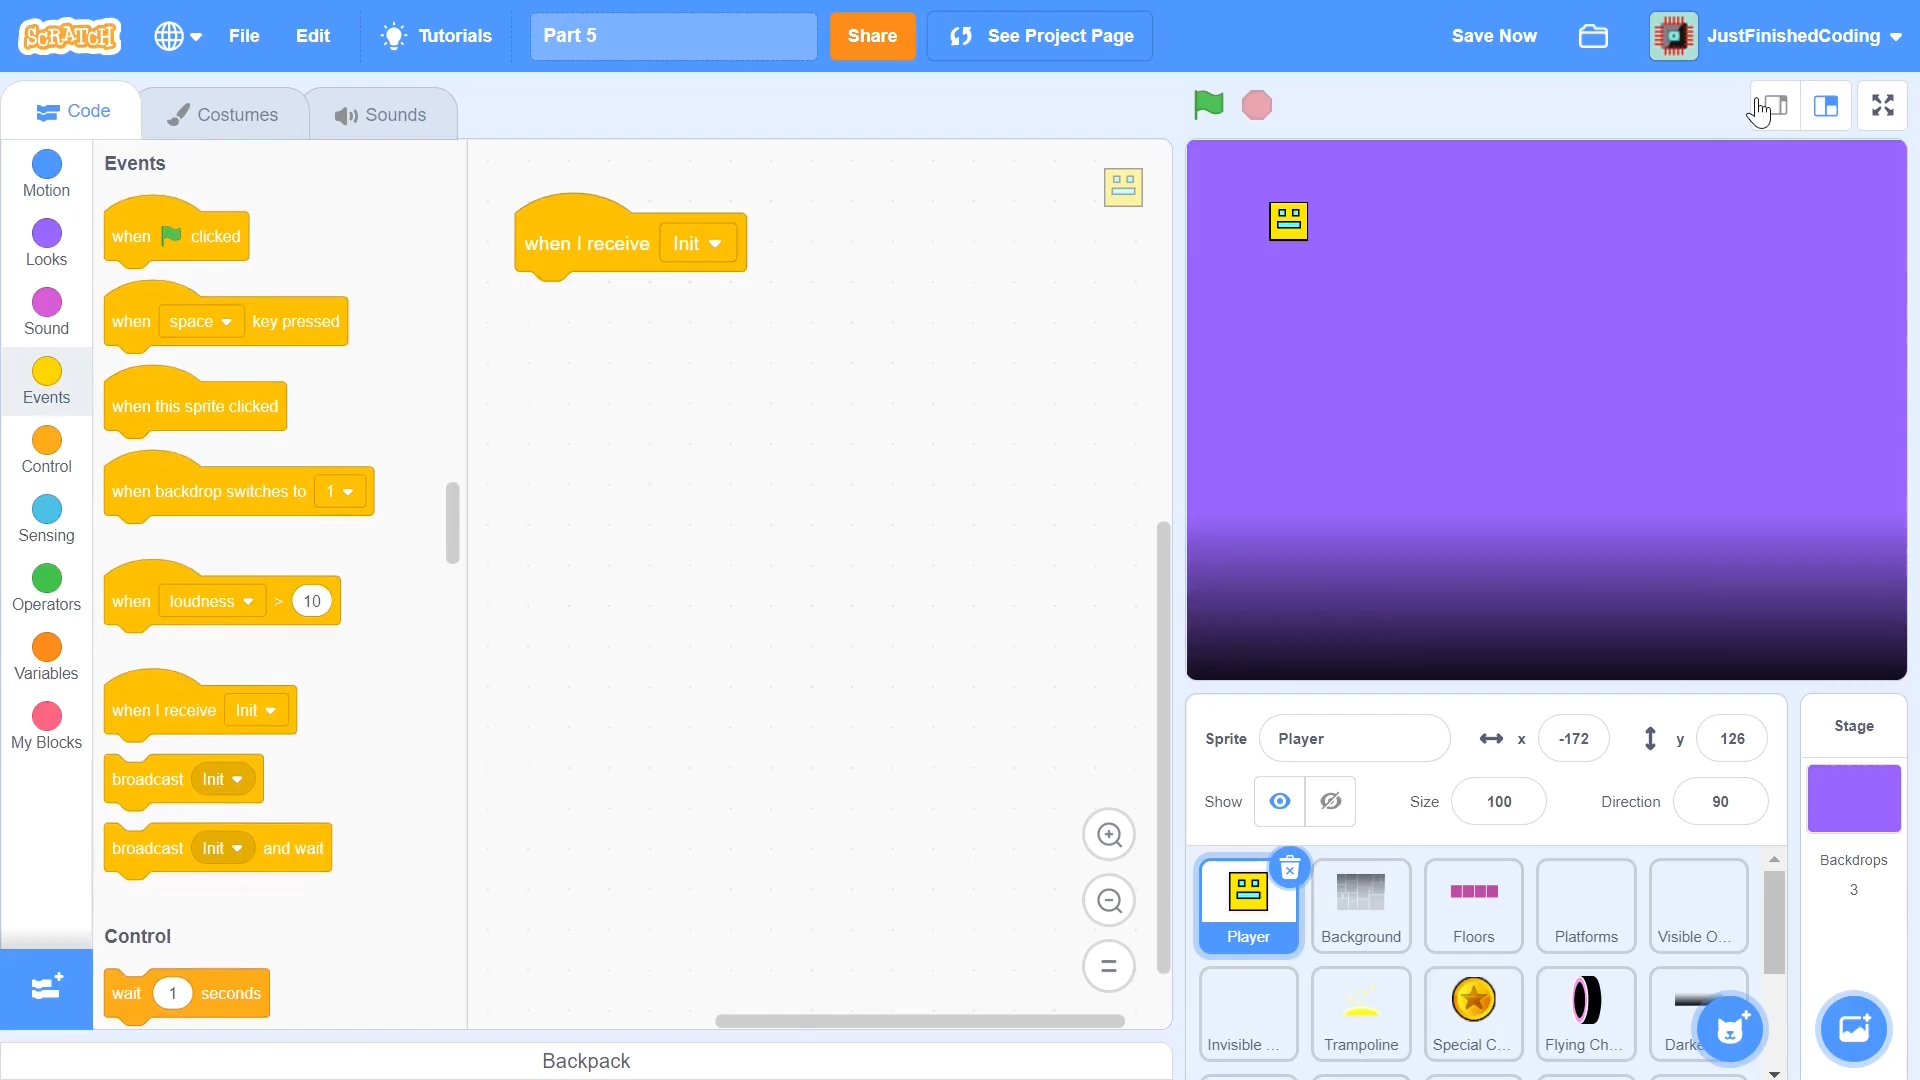 SCRATCH File Edit Tutorials Part 5 Share See Project Page Save Now JustFinishedCoding
Code Costumes Sounds
Motion
Looks
Sound
Events
Control
Sensing
Operators
Variables
My Blocks
Events
when clicked
when space key pressed
when this sprite clicked
when backdrop switches to 1
when loudness > 10
when I receive Init
broadcast Init
broadcast Init and wait
Control
wait 1 seconds
when I receive Init
Backpack
Sprite Player x -172 y 126
Show Size 100 Direction 90
Player Background Floors Platforms Visible O...
Invisible ... Trampoline Special C... Flying Ch... Darke
Stage
Backdrops
3